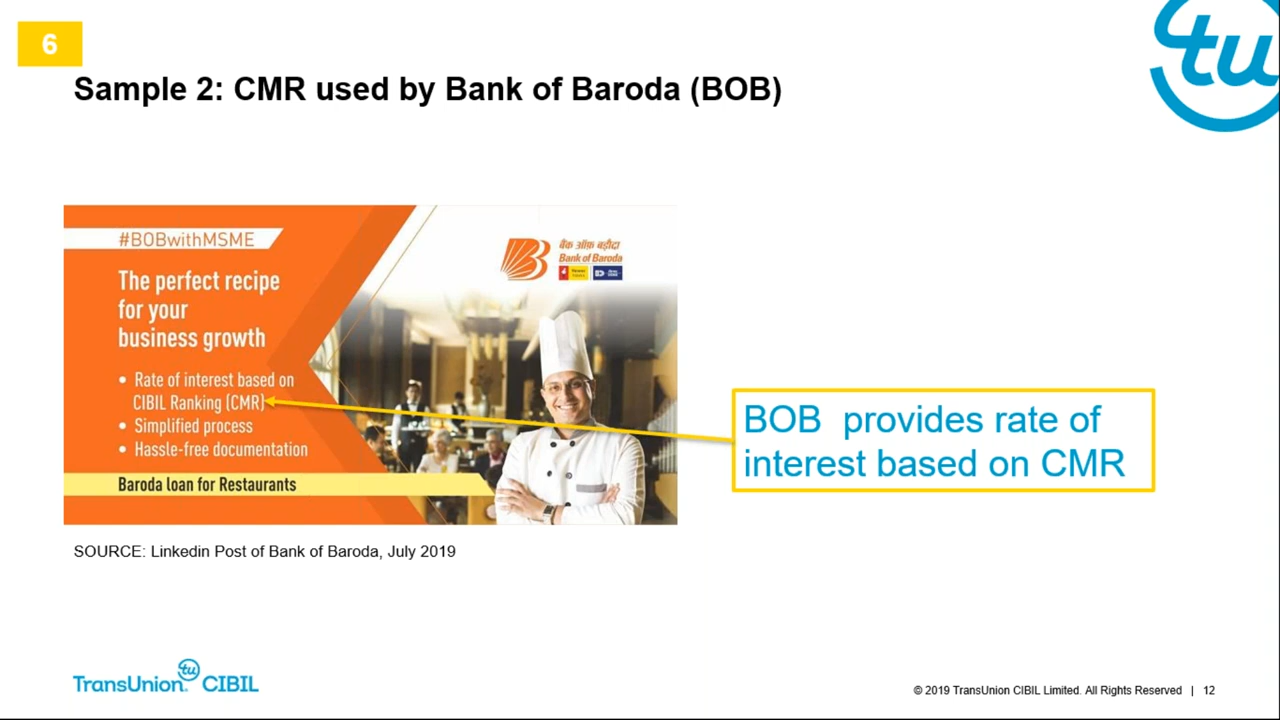 6
tu
Sample 2: CMR used by Bank of Baroda (BOB)
#BOBwithMSME
The perfect recipe
for your
business growth
• Rate of interest based on
CIBIL Ranking (CMR)
• Simplified process
• Hassle-free documentation
Baroda loan for Restaurants
बैंक ऑफ़ बड़ौदा
Bank of Baroda
BOB provides rate of
interest based on CMR
SOURCE: Linkedin Post of Bank of Baroda, July 2019
tu
TransUnion® CIBIL
© 2019 TransUnion CIBIL Limited. All Rights Reserved | 12